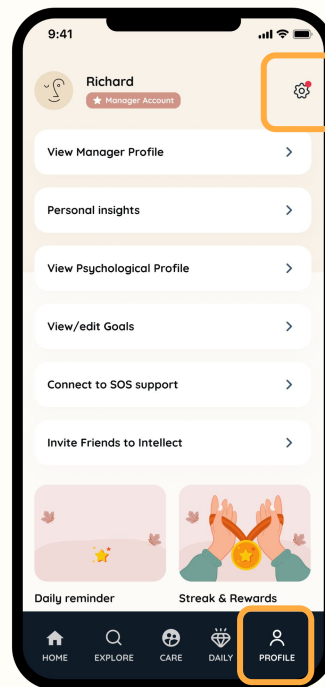 9:41
Richard
Manager Account
View Manager Profile
Personal insights
View Psychological Profile
View/edit Goals
Connect to SOS support
Invite Friends to Intellect
Daily reminder
Streak & Rewards
HOME
EXPLORE
CARE
DAILY
PROFILE